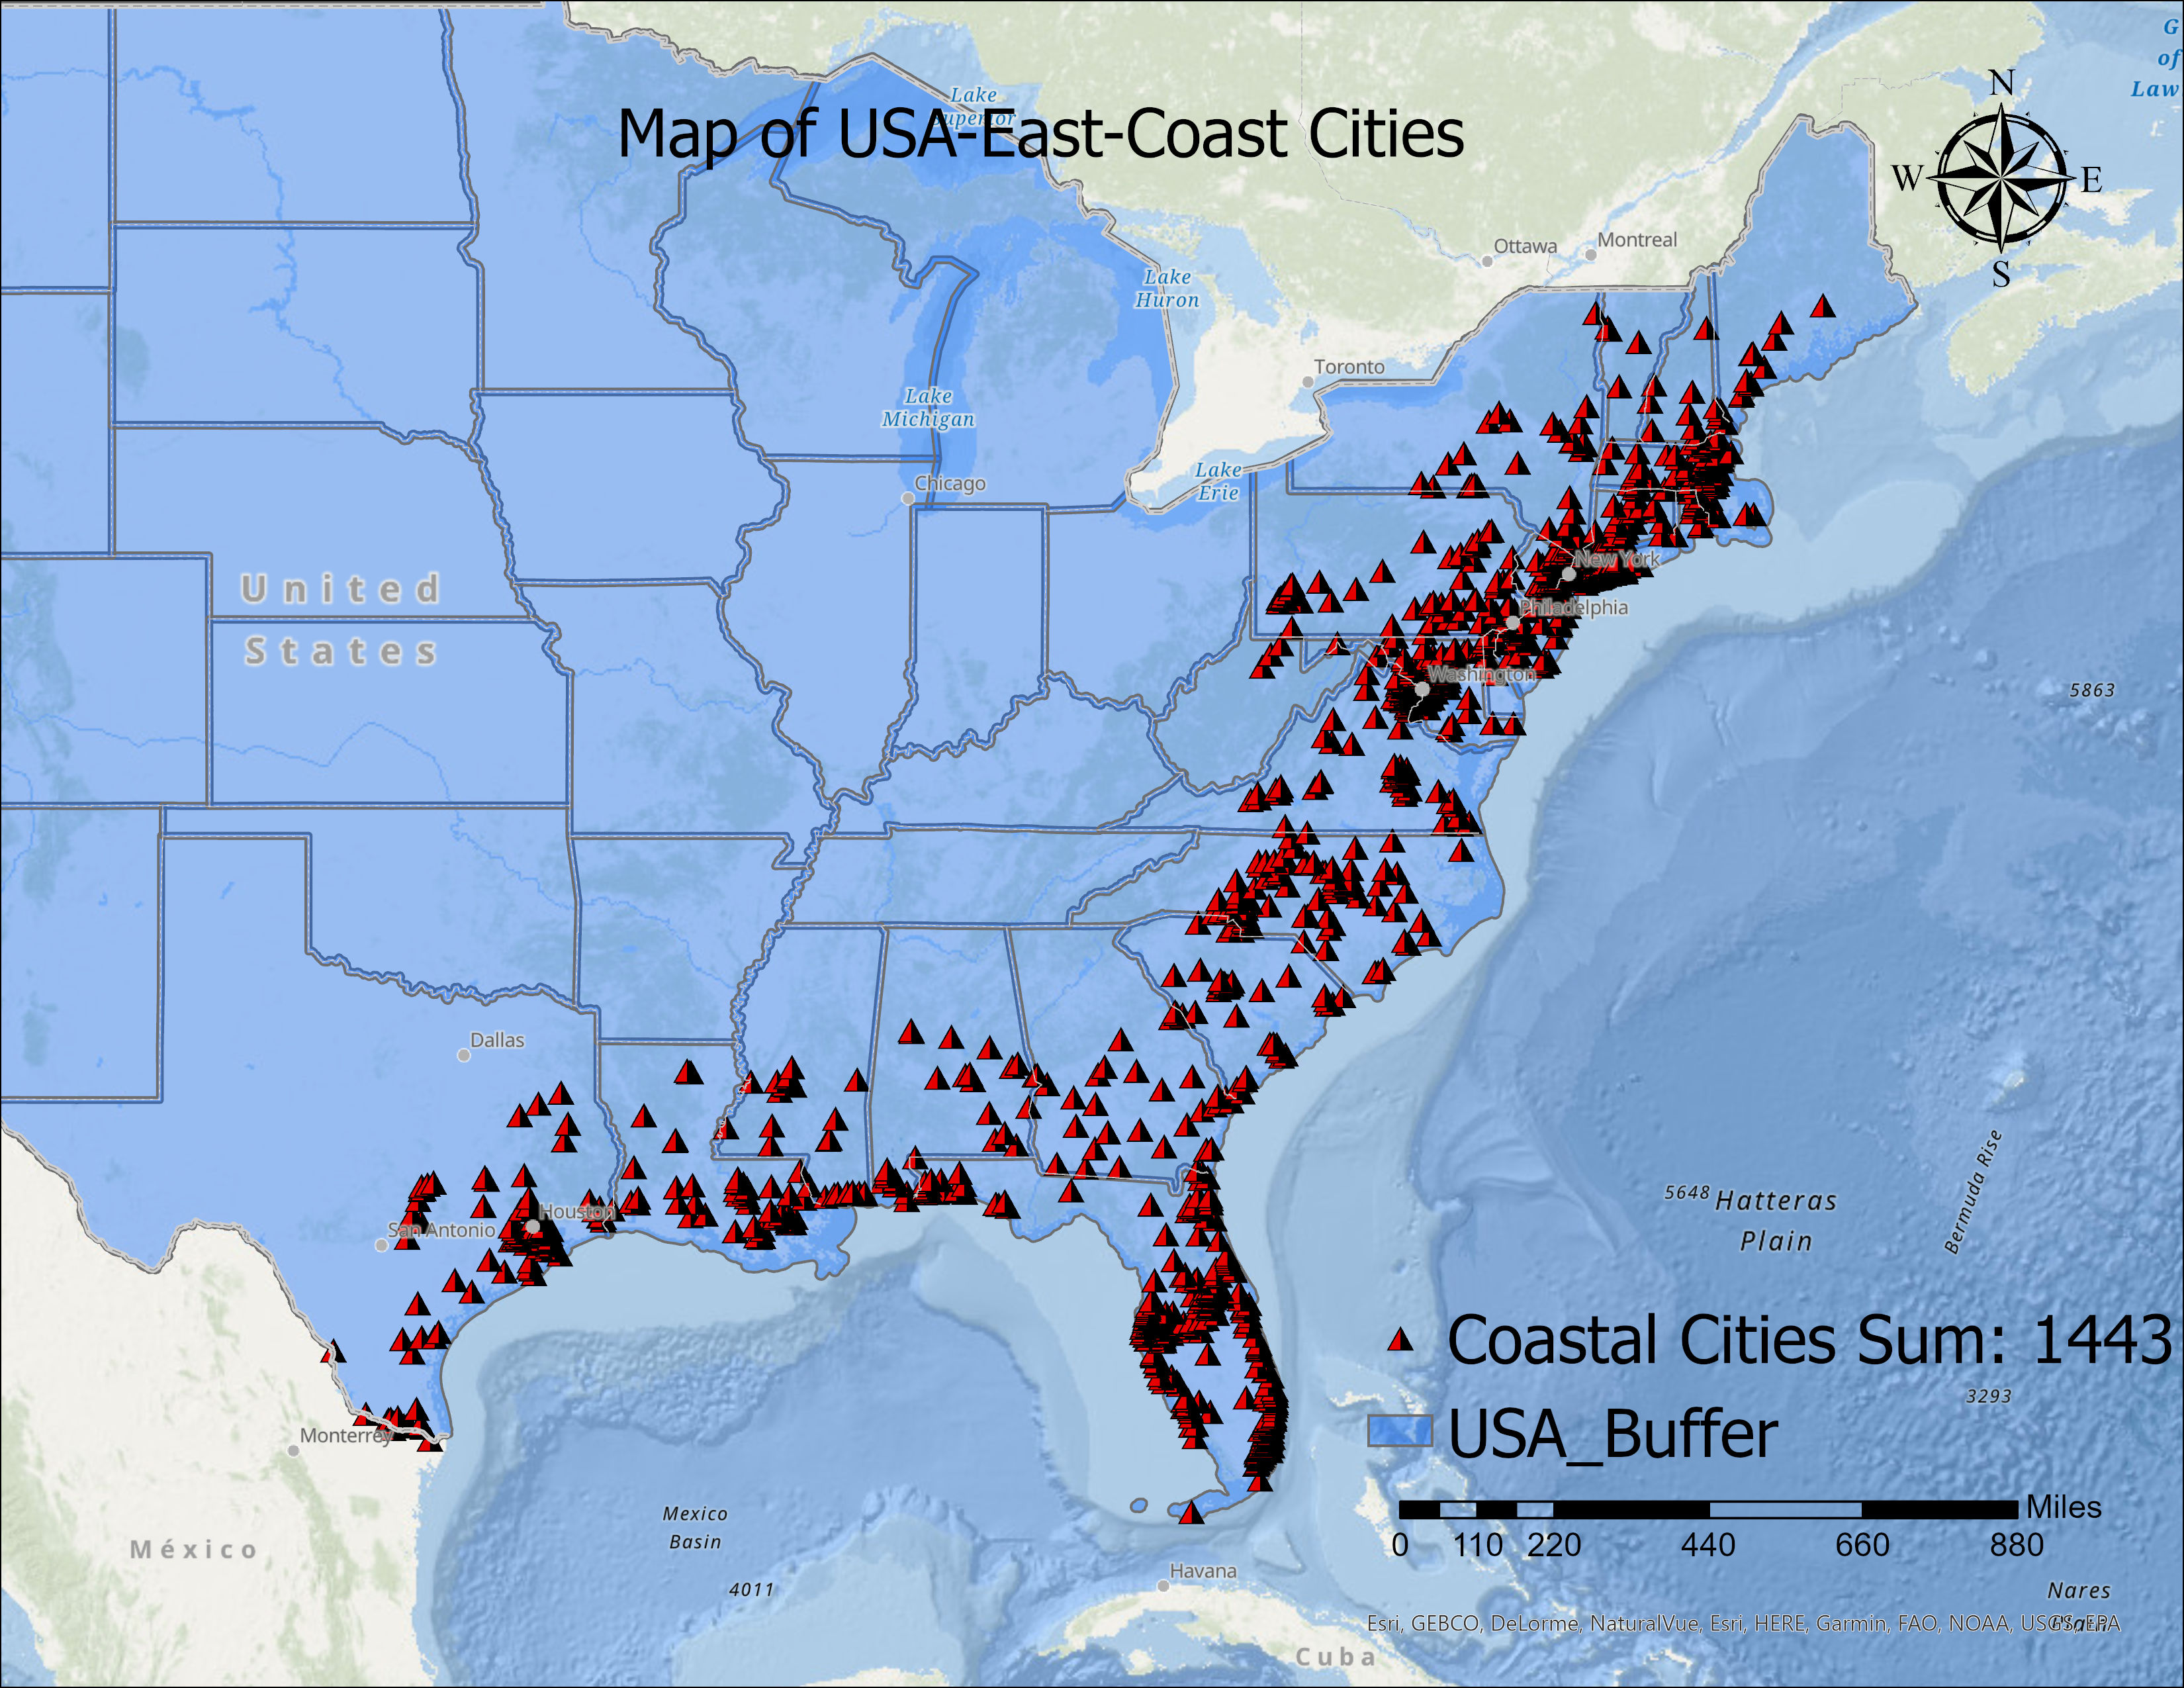 G
of
Law
N
Lake
Superior
Map of USA-East-Coast Cities
W
E
S
Ottawa
Montreal
Lake
Huron
Toronto
Lake
Michigan
Lake
Erie
Chicago
New York
United
States
Philadelphia
Washington
5863
Dallas
Bermuda Rise
5648
Hatteras
Plain
Houston
San Antonio
Coastal Cities Sum: 1443
3293
USA_Buffer
Monterrey
Miles
0 110 220 440 660 880
Mexico
Basin
México
4011
Havana
Nares
Plain
Esri, GEBCO, DeLorme, NaturalVue, Esri, HERE, Garmin, FAO, NOAA, USGS, EPA
Cuba